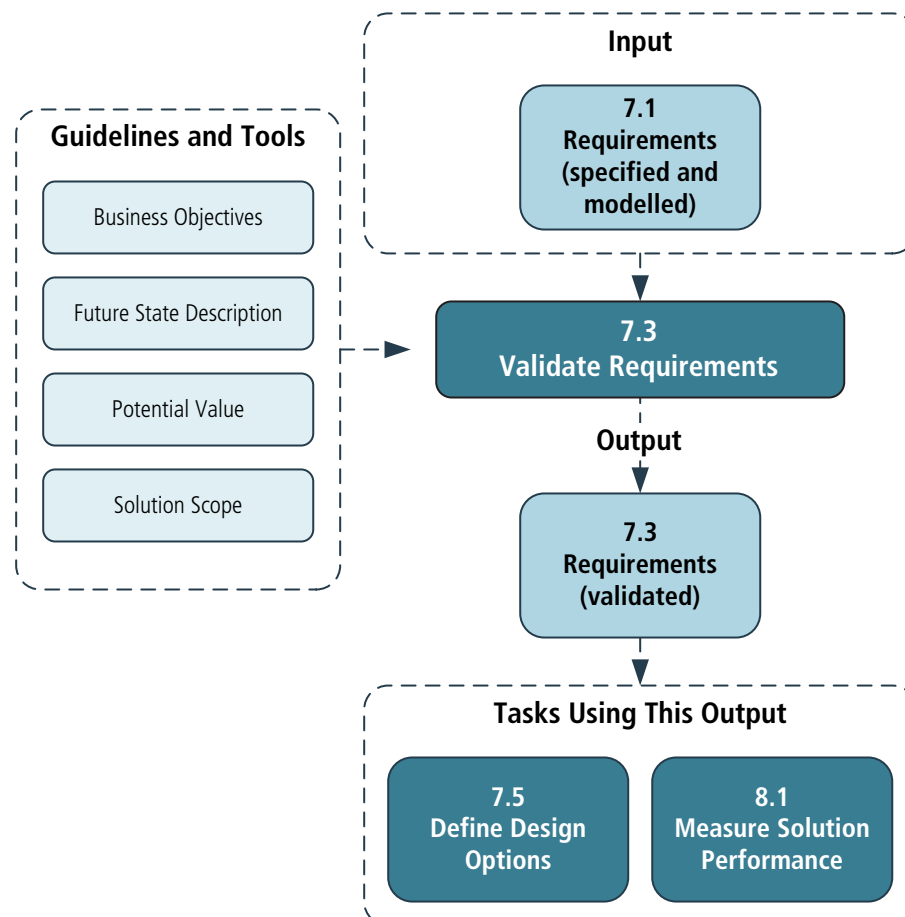 Input
7.1
Requirements
(specified and
modelled)
Guidelines and Tools
Business Objectives
Future State Description
Potential Value
Solution Scope
7.3
Validate Requirements
Output
7.3
Requirements
(validated)
Tasks Using This Output
7.5
Define Design
Options
8.1
Measure Solution
Performance